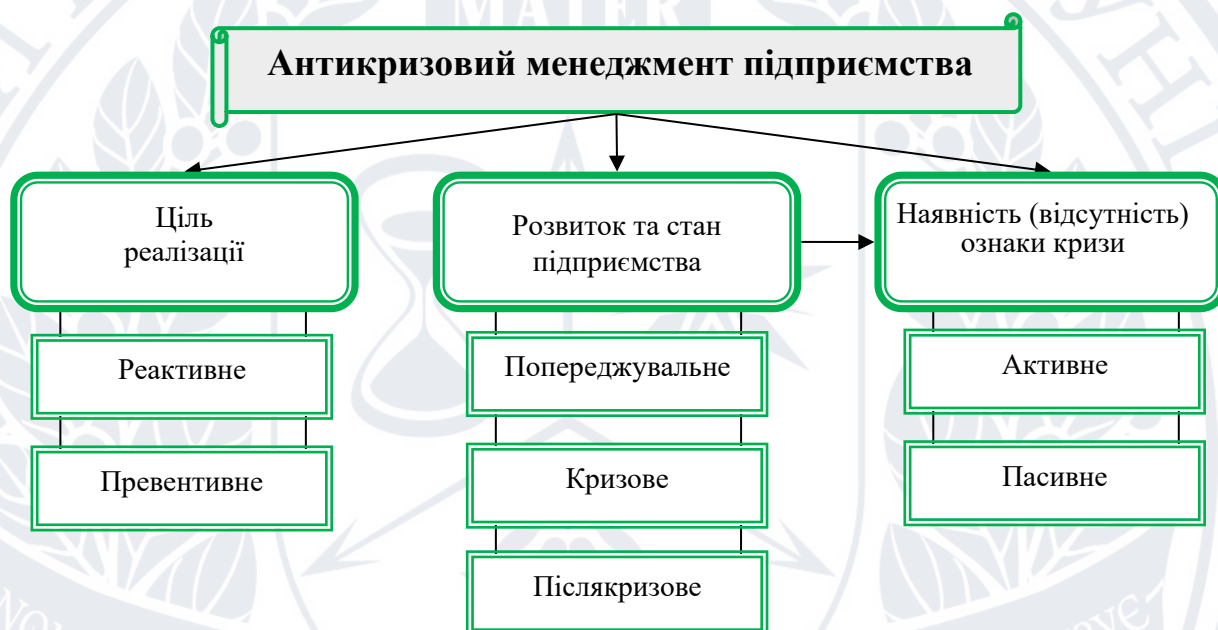 MATER
Антикризовий менеджмент підприємства
Ціль
реалізації
Розвиток та стан
підприємства
Наявність (відсутність)
ознаки кризи
Реактивне
Превентивне
Попереджувальне
Кризове
Післякризове
Активне
Пасивне